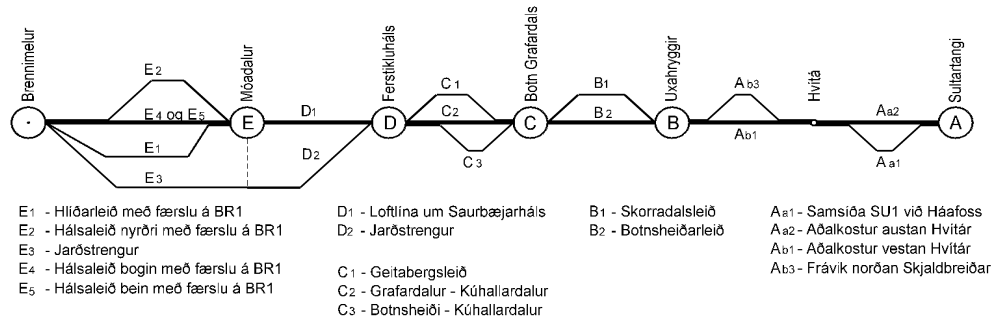 Brennimelur
Móadalur
Ferstikluháls
Botn Grafardals
Uxahryggir
Hvítá
Sultartangi
E2
C1
B1
Ab3
E4 og E5
E
D1
D
C2
C
B2
B
Ab1
Aa2
A
E1
D2
C3
Aa1
E3
E1 - Hlíðarleið með færslu á BR1
E2 - Hálsaleið nyrðri með færslu á BR1
E3 - Jarðstrengur
E4 - Hálsaleið bogin með færslu á BR1
E5 - Hálsaleið bein með færslu á BR1
D1 - Loftlína um Saurbæjarháls
D2 - Jarðstrengur
C1 - Geitabergsleið
C2 - Grafardalur - Kúhallardalur
C3 - Botnsheiði - Kúhallardalur
B1 - Skorradalsleið
B2 - Botnsheiðarleið
Aa1 - Samsíða SU1 við Háafoss
Aa2 - Aðalkostur austan Hvítár
Ab1 - Aðalkostur vestan Hvítár
Ab3 - Frávik norðan Skjaldbreiðar